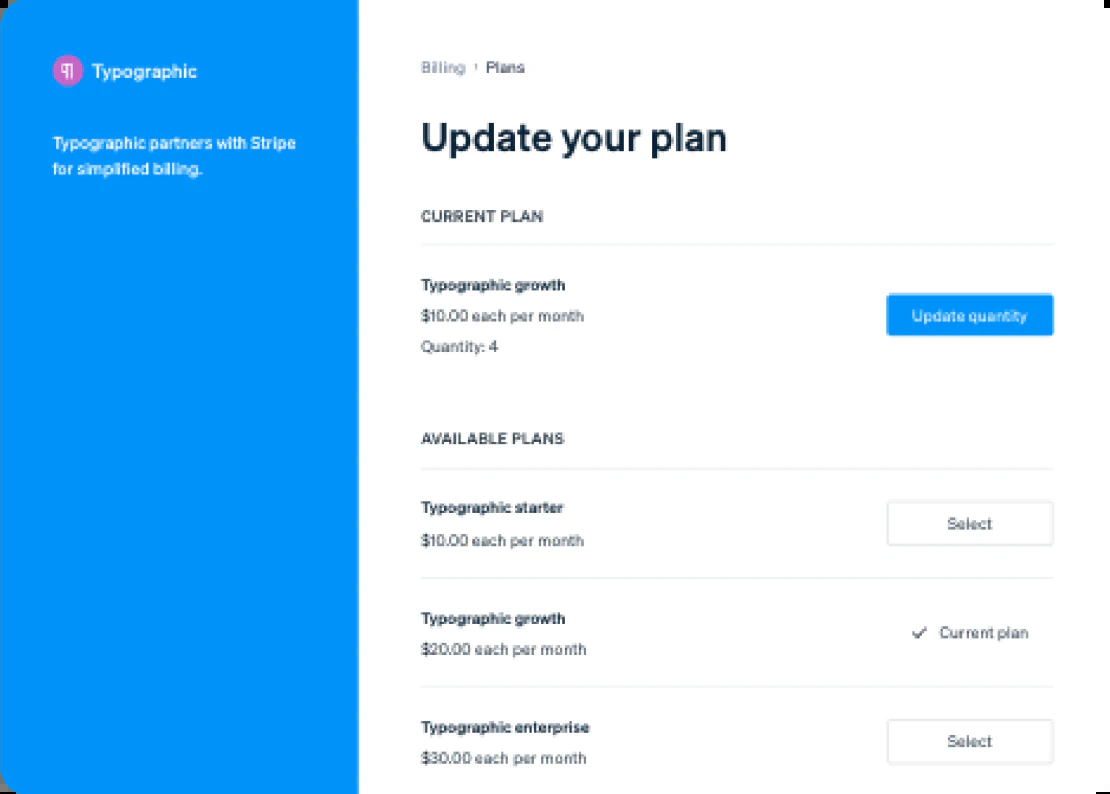 Typographic
Typographic partners with Stripe
for simplified billing.
Billing › Plans
Update your plan
CURRENT PLAN
Typographic growth
$10.00 each per month
Quantity: 4
Update quantity
AVAILABLE PLANS
Typographic starter
$10.00 each per month
Select
Typographic growth
$20.00 each per month
Current plan
Typographic enterprise
$30.00 each per month
Select